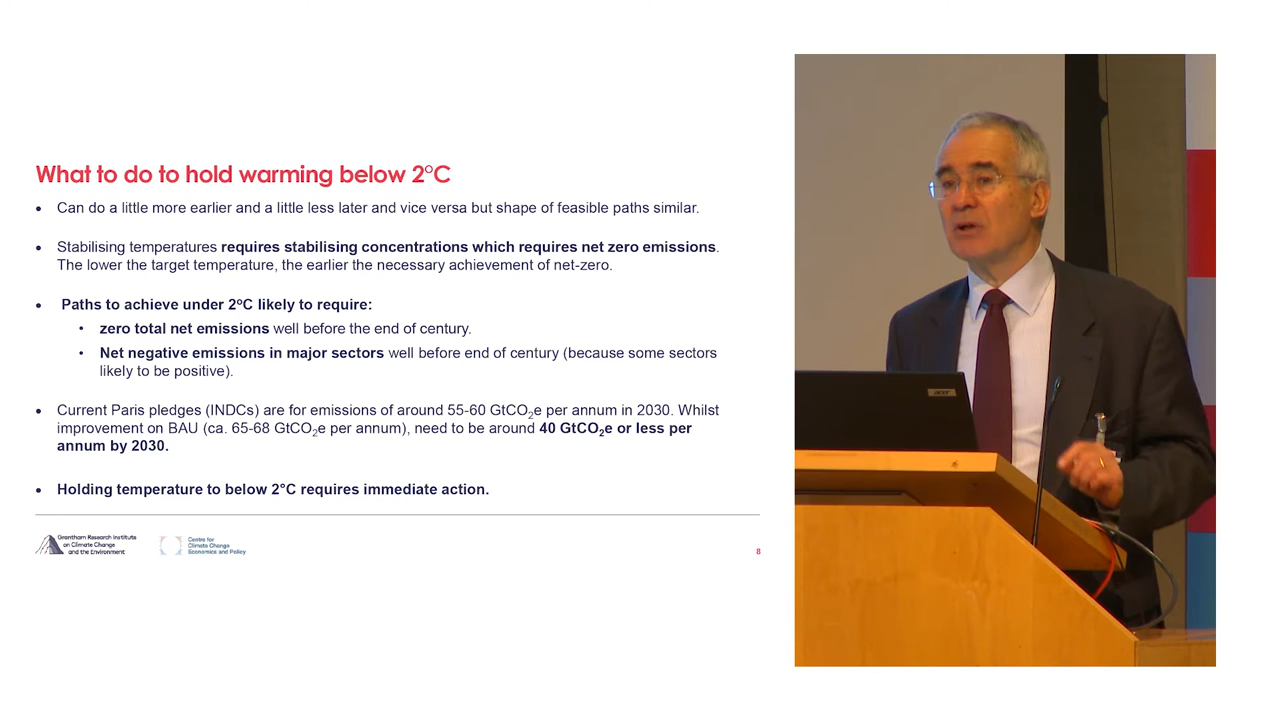 What to do to hold warming below 2°C
• Can do a little more earlier and a little less later and vice versa but shape of feasible paths similar.
• Stabilising temperatures requires stabilising concentrations which requires net zero emissions.
The lower the target temperature, the earlier the necessary achievement of net-zero.
• Paths to achieve under 2ºC likely to require:
• zero total net emissions well before the end of century.
• Net negative emissions in major sectors well before end of century (because some sectors
likely to be positive).
• Current Paris pledges (INDCs) are for emissions of around 55-60 GtCO₂e per annum in 2030. Whilst
improvement on BAU (ca. 65-68 GtCO₂e per annum), need to be around 40 GtCO₂e or less per
annum by 2030.
• Holding temperature to below 2°C requires immediate action.
Grantham Research Institute
on Climate Change
and the Environment
Centre for
Climate Change
Economics and Policy
8
acer